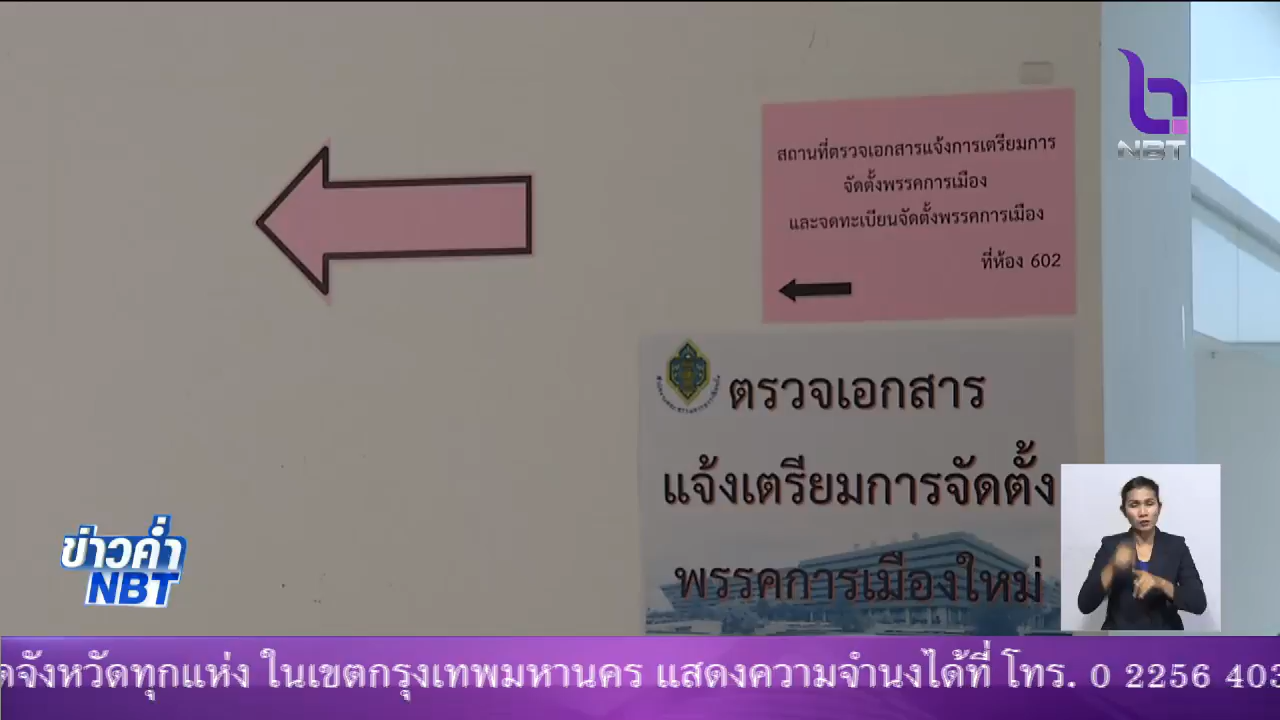 สถานที่ตรวจเอกสารแจ้งการเตรียมการ
จัดตั้งพรรคการเมือง
และจดทะเบียนจัดตั้งพรรคการเมือง
ที่ห้อง 602
NBT
ตรวจเอกสาร
แจ้งเตรียมการจัดตั้ง
พรรคการเมืองใหม่
ข่าวค่ำ
NBT
จังหวัดทุกแห่ง ในเขตกรุงเทพมหานคร แสดงความจำนงได้ที่ โทร. 0 2256 403